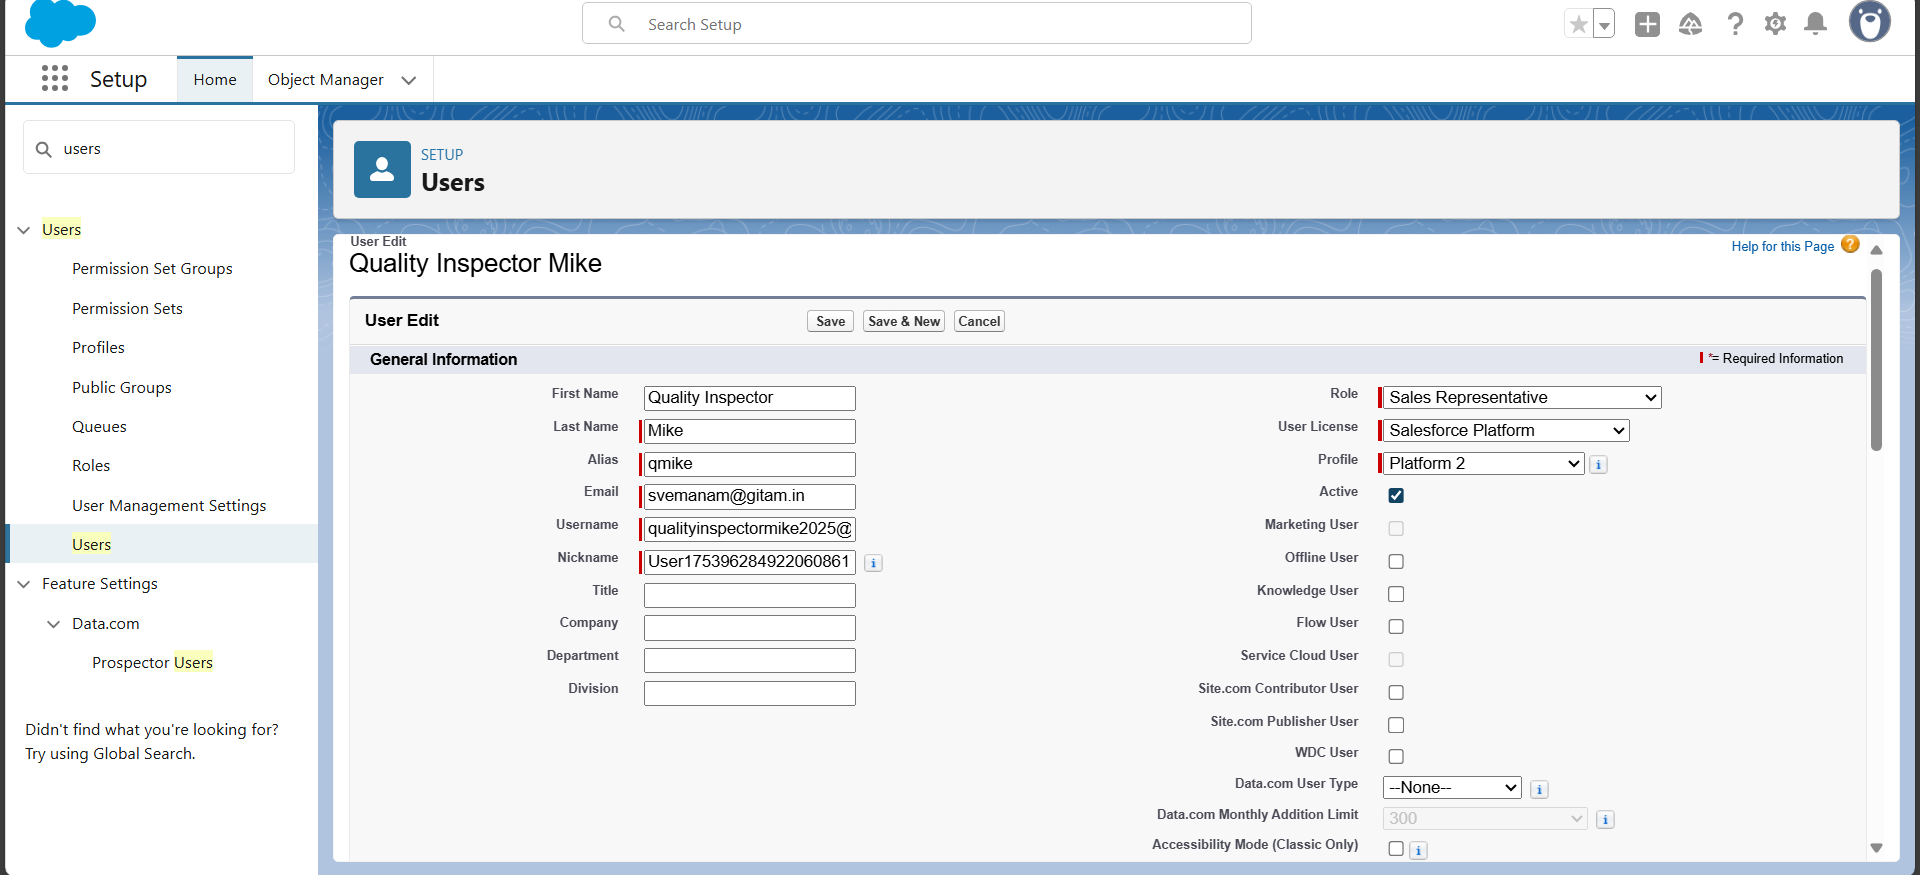 Search Setup
Setup
Home
Object Manager
users
Users
Permission Set Groups
Permission Sets
Profiles
Public Groups
Queues
Roles
User Management Settings
Users
Feature Settings
Data.com
Prospector Users
Didn't find what you're looking for?
Try using Global Search.
SETUP
Users
User Edit
Quality Inspector Mike
Help for this Page
User Edit
Save
Save & New
Cancel
General Information
*= Required Information
First Name Quality Inspector
Last Name Mike
Alias qmike
Email svemanam@gitam.in
Username qualityinspectormike2025@
Nickname User175396284922060861
Title
Company
Department
Division
Role Sales Representative
User License Salesforce Platform
Profile Platform 2
Active
Marketing User
Offline User
Knowledge User
Flow User
Service Cloud User
Site.com Contributor User
Site.com Publisher User
WDC User
Data.com User Type --None--
Data.com Monthly Addition Limit 300
Accessibility Mode (Classic Only)